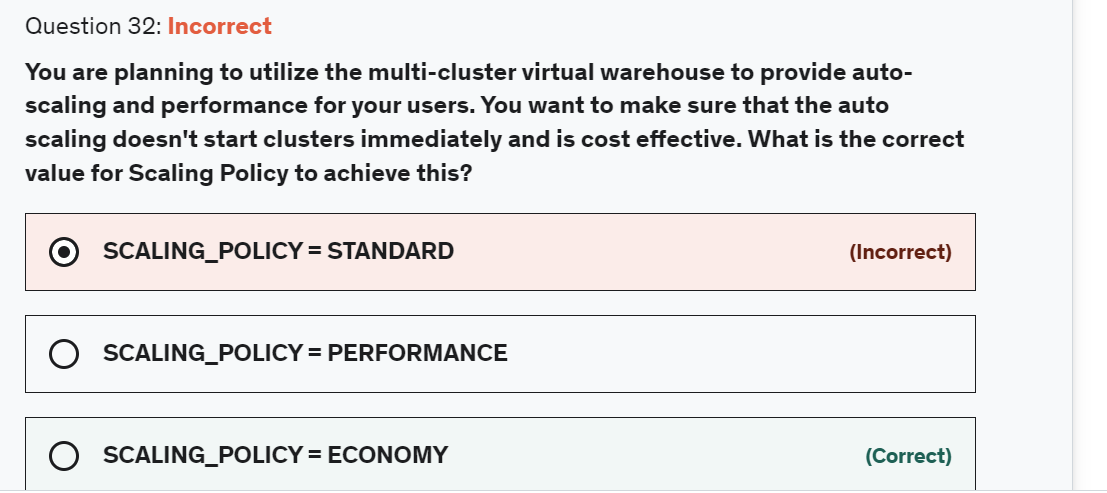 Question 32: Incorrect
You are planning to utilize the multi-cluster virtual warehouse to provide auto-
scaling and performance for your users. You want to make sure that the auto
scaling doesn't start clusters immediately and is cost effective. What is the correct
value for Scaling Policy to achieve this?
SCALING_POLICY = STANDARD (Incorrect)
SCALING_POLICY = PERFORMANCE
SCALING_POLICY = ECONOMY (Correct)